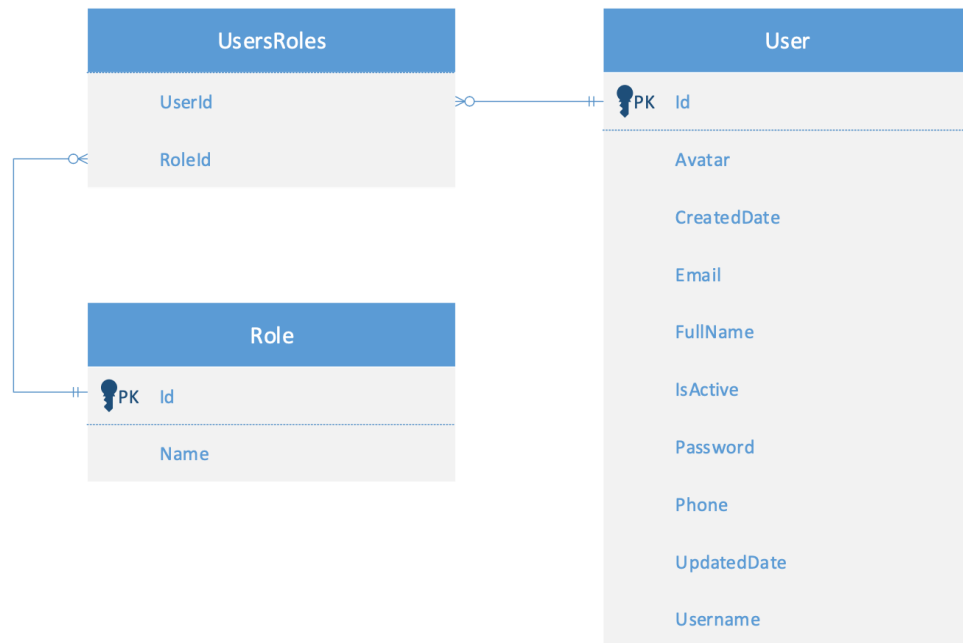 UsersRoles
UserId
RoleId
User
PK Id
Avatar
CreatedDate
Email
FullName
IsActive
Password
Phone
UpdatedDate
Username
Role
PK Id
Name